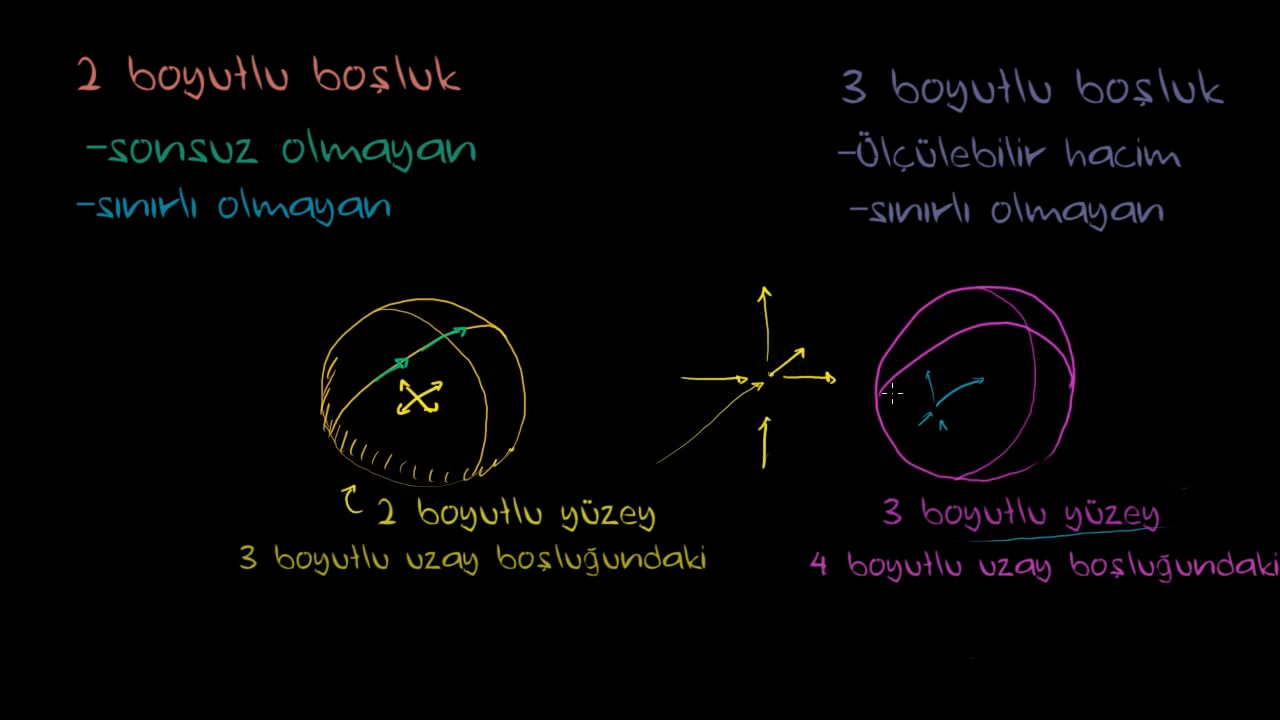 2 boyutlu boşluk
-sonsuz olmayan
-sınırlı olmayan
3 boyutlu boşluk
-Ölçülebilir hacim
-sınırlı olmayan
2 boyutlu yüzey
3 boyutlu uzay boşluğundaki
3 boyutlu yüzey
4 boyutlu uzay boşluğundaki